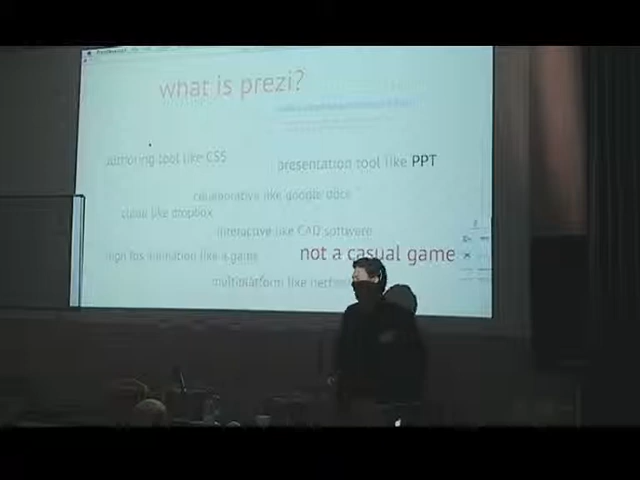 what is prezi?
authoring tool like CSS
presentation tool like PPT
collaborative like google docs
cloud like dropbox
interactive like CAD software
high fps animation like a game
not a casual game
multiplatform like